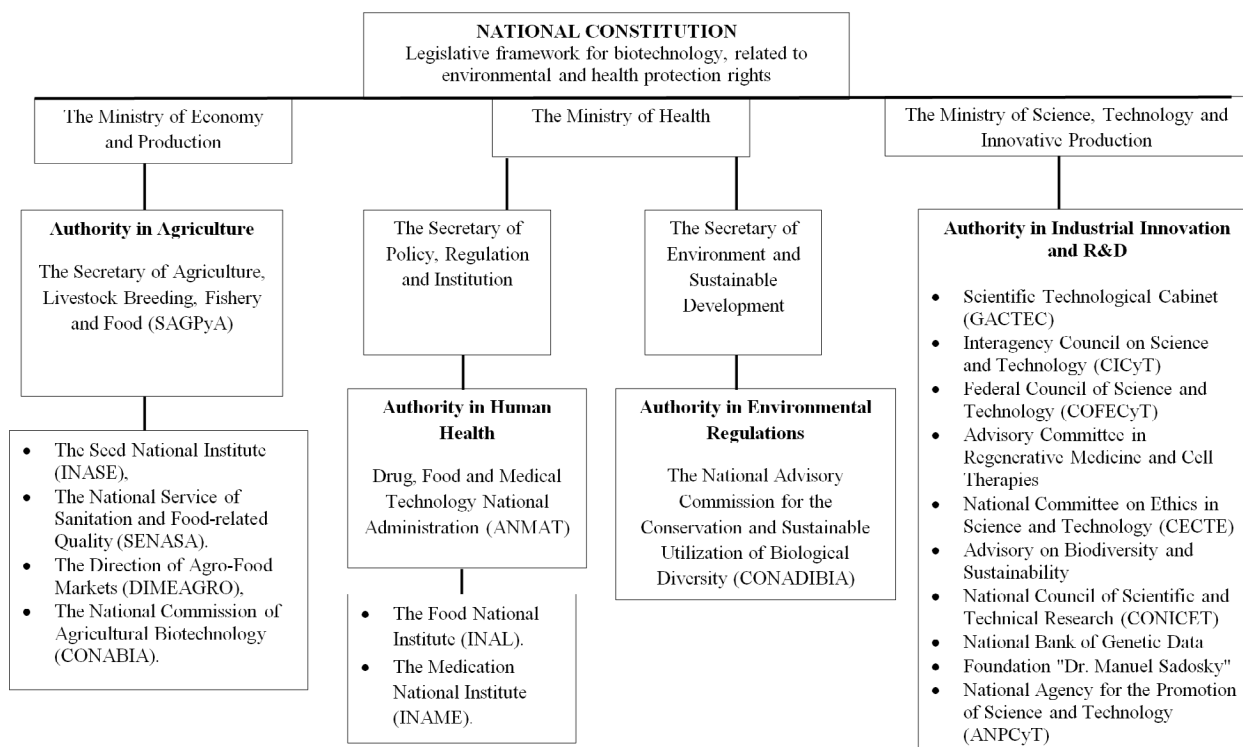 NATIONAL CONSTITUTION
Legislative framework for biotechnology, related to
environmental and health protection rights
The Ministry of Economy
and Production
The Ministry of Health
The Ministry of Science, Technology and
Innovative Production
Authority in Agriculture
The Secretary of Agriculture,
Livestock Breeding, Fishery
and Food (SAGPyA)
The Secretary of
Policy, Regulation
and Institution
The Secretary of
Environment and
Sustainable
Development
Authority in Industrial Innovation
and R&D
• Scientific Technological Cabinet
(GACTEC)
• Interagency Council on Science
and Technology (CICyT)
• Federal Council of Science and
Technology (COFECyT)
• Advisory Committee in
Regenerative Medicine and Cell
Therapies
• National Committee on Ethics in
Science and Technology (CECTE)
• Advisory on Biodiversity and
Sustainability
• National Council of Scientific and
Technical Research (CONICET)
• National Bank of Genetic Data
• Foundation "Dr. Manuel Sadosky"
• National Agency for the Promotion
of Science and Technology
(ANPCyT)
• The Seed National Institute
(INASE),
• The National Service of
Sanitation and Food-related
Quality (SENASA).
• The Direction of Agro-Food
Markets (DIMEAGRO),
• The National Commission of
Agricultural Biotechnology
(CONABIA).
Authority in Human
Health
Drug, Food and Medical
Technology National
Administration (ANMAT)
Authority in Environmental
Regulations
The National Advisory
Commission for the
Conservation and Sustainable
Utilization of Biological
Diversity (CONADIBIA)
• The Food National
Institute (INAL).
• The Medication
National Institute
(INAME).